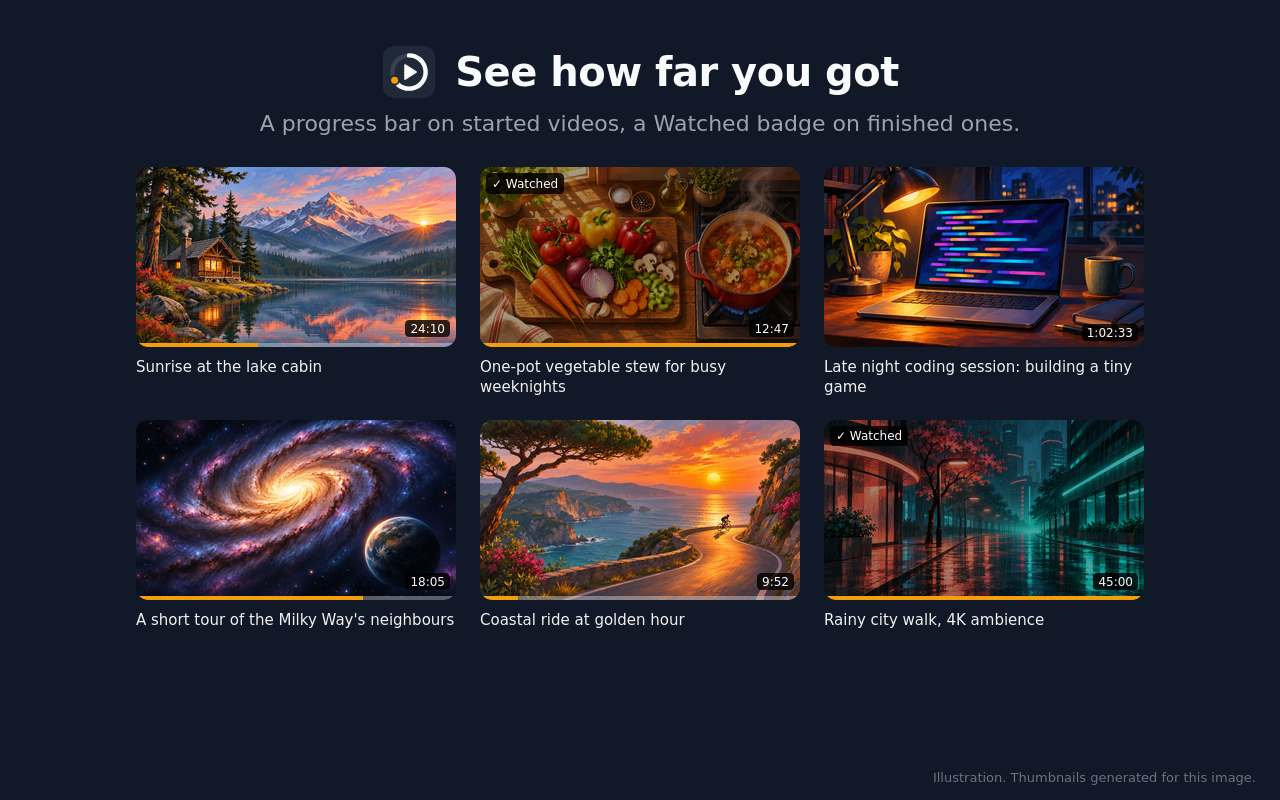 See how far you got
A progress bar on started videos, a Watched badge on finished ones.
24:10
✓ Watched
12:47
1:02:33
Sunrise at the lake cabin
One-pot vegetable stew for busy
weeknights
Late night coding session: building a tiny
game
18:05
9:52
✓ Watched
45:00
A short tour of the Milky Way's neighbours
Coastal ride at golden hour
Rainy city walk, 4K ambience
Illustration. Thumbnails generated for this image.